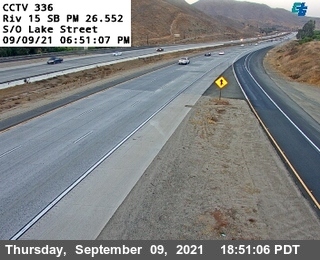 CCTV 336
Riv 15 SB PM 26.552
S/O Lake Street
09/09/21 06:51:07 PM
Thursday, September 09, 2021 18:51:06 PDT